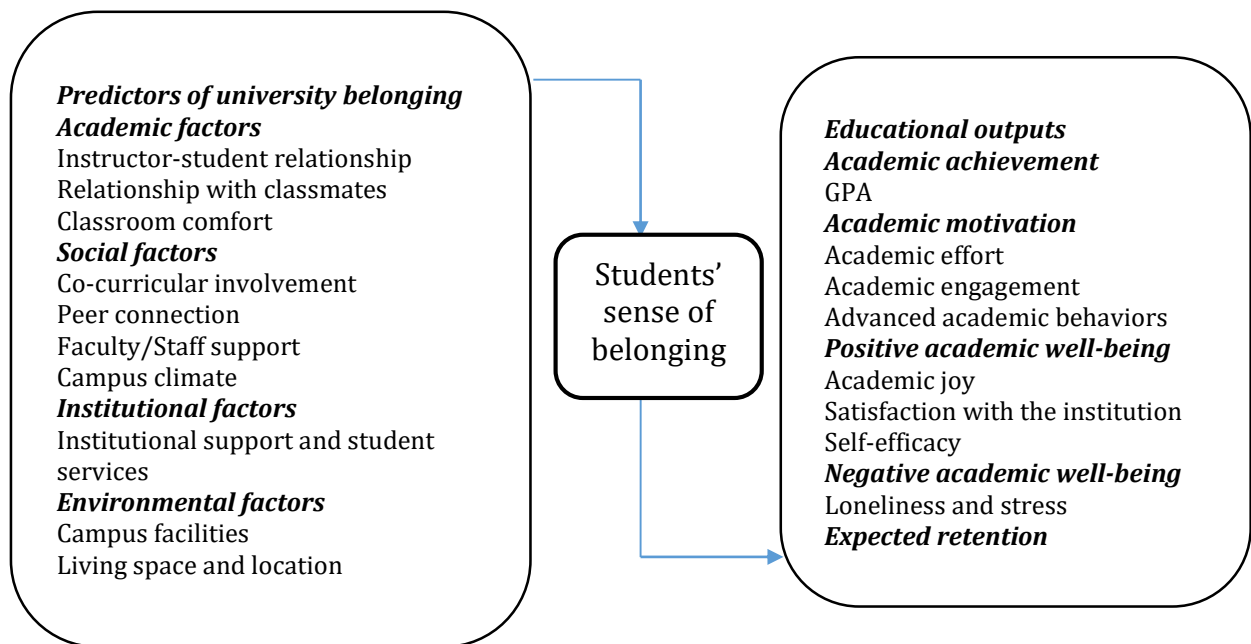 Predictors of university belonging
Academic factors
Instructor-student relationship
Relationship with classmates
Classroom comfort
Social factors
Co-curricular involvement
Peer connection
Faculty/Staff support
Campus climate
Institutional factors
Institutional support and student
services
Environmental factors
Campus facilities
Living space and location
Students’
sense of
belonging
Educational outputs
Academic achievement
GPA
Academic motivation
Academic effort
Academic engagement
Advanced academic behaviors
Positive academic well-being
Academic joy
Satisfaction with the institution
Self-efficacy
Negative academic well-being
Loneliness and stress
Expected retention